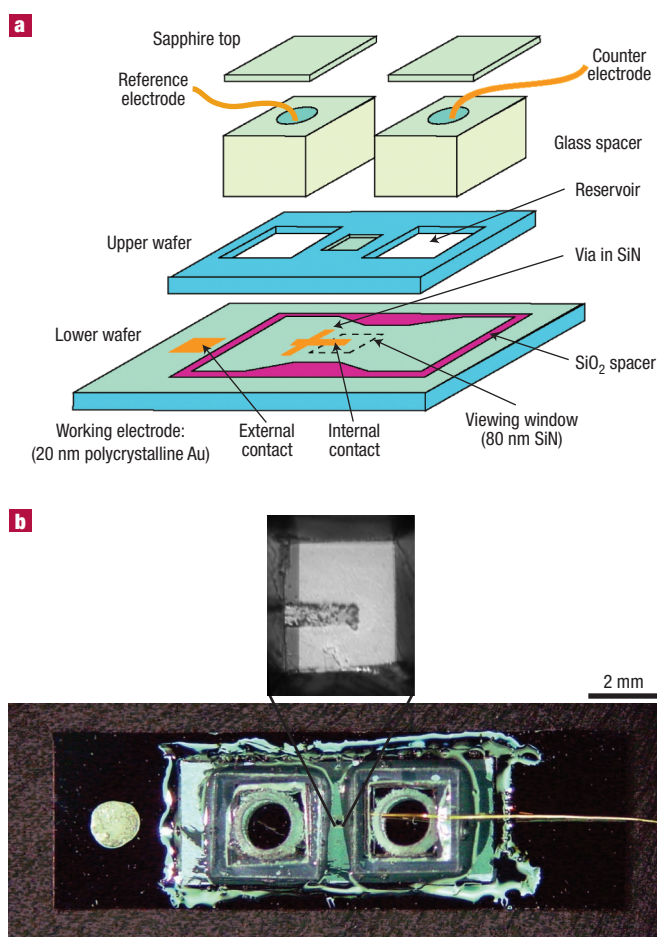 a
Sapphire top
Counter
electrode
Reference
electrode
Glass spacer
Reservoir
Upper wafer
Via in SiN
Lower wafer
SiO2 spacer
Working electrode:
(20 nm polycrystalline Au)
External
contact
Internal
contact
Viewing window
(80 nm SiN)
b
2 mm